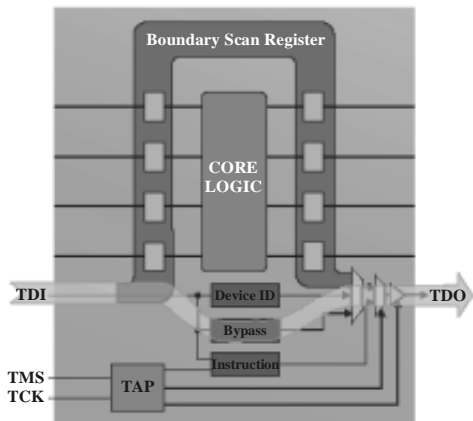 Boundary Scan Register
CORE
LOGIC
TDI
Device ID
TDO
Bypass
Instruction
TMS
TAP
TCK